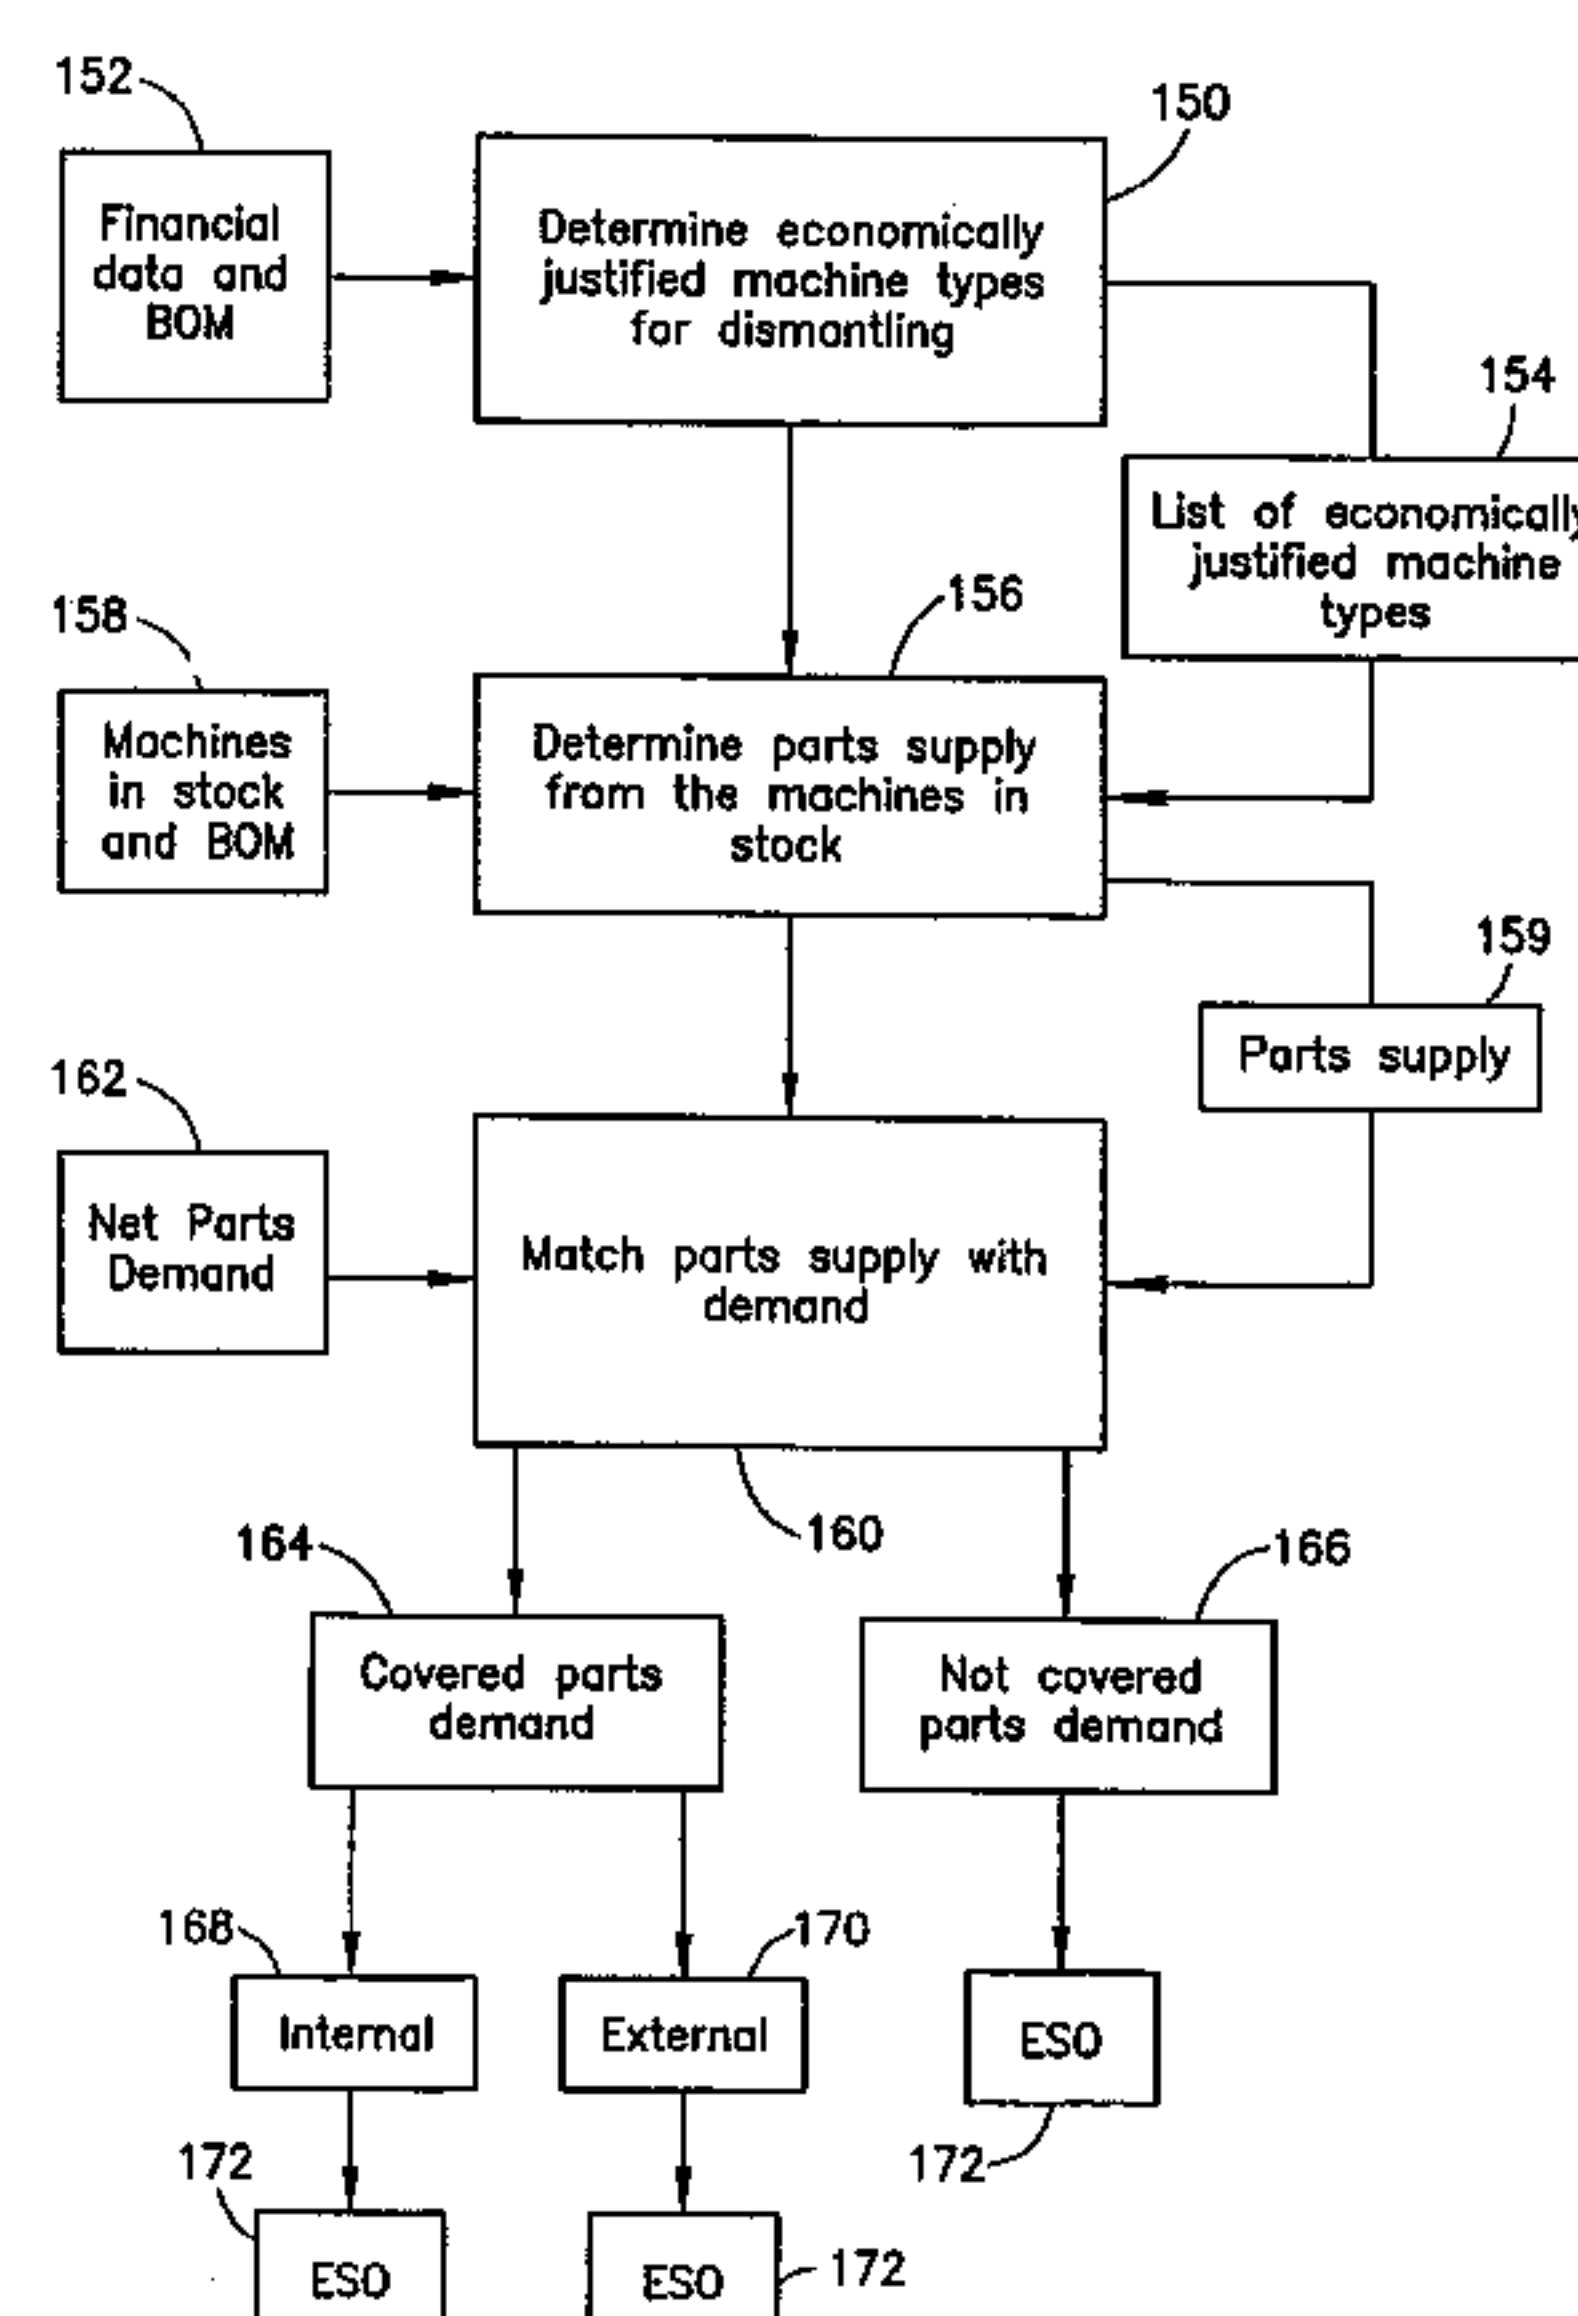 152
150
Financial
data and
BOM
Determine economically
justified machine types
for dismantling
154
List of economically
justified machine
types
158
156
Machines
in stock
and BOM
Determine parts supply
from the machines in
stock
159
Parts supply
162
Net Parts
Demand
Match parts supply with
demand
164
160
166
Covered parts
demand
Not covered
parts demand
168
170
Internal
External
ESO
172
172
ESO
ESO
172